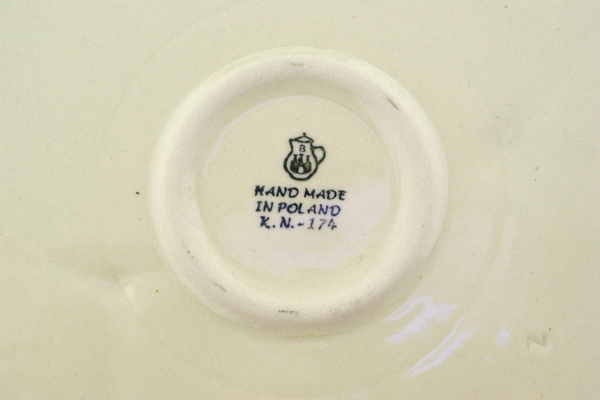 B
HAND MADE
IN POLAND
K.N.-174